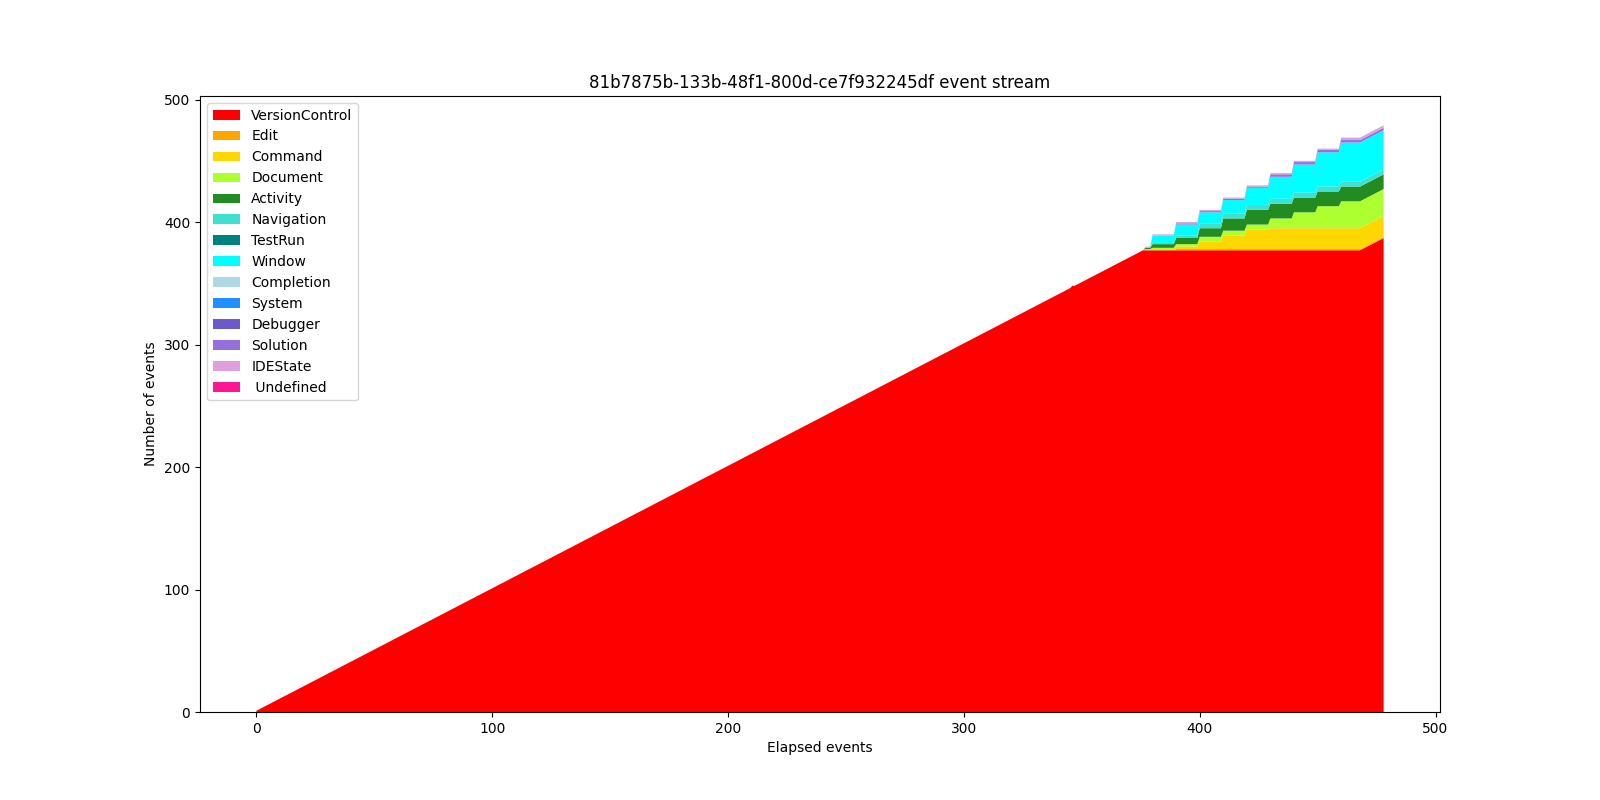 81b7875b-133b-48f1-800d-ce7f932245df event stream
500
400
300
200
100
0
Number of events
VersionControl
Edit
Command
Document
Activity
Navigation
TestRun
Window
Completion
System
Debugger
Solution
IDEState
Undefined
0 100 200 300 400 500
Elapsed events